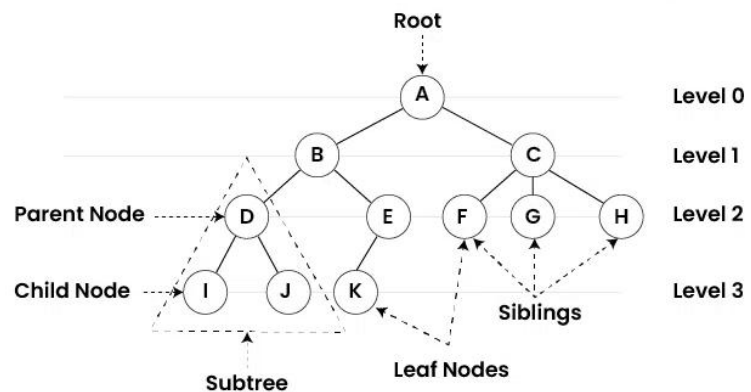 Root
A
Level 0
B
C
Level 1
Parent Node
D
E
F
G
H
Level 2
Child Node
I
J
K
Level 3
Siblings
Leaf Nodes
Subtree